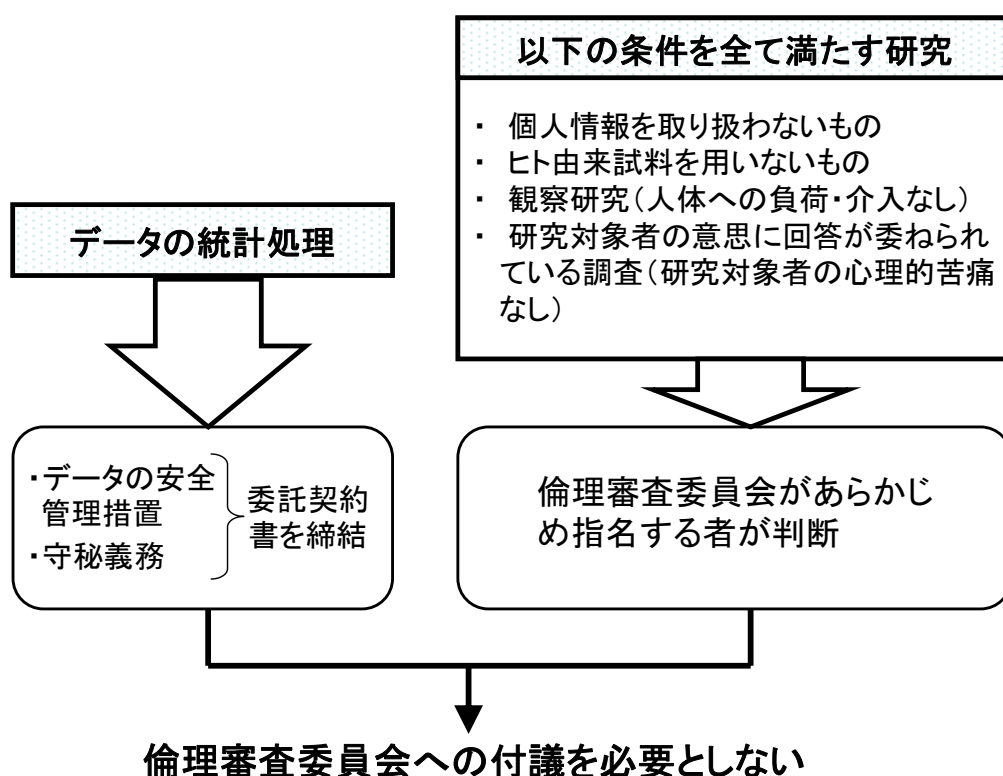 以下の条件を全て満たす研究
・ 個人情報を取り扱わないもの
・ ヒト由来試料を用いないもの
・ 観察研究(人体への負荷・介入なし)
・ 研究対象者の意思に回答が委ねられ
ている調査(研究対象者の心理的苦痛
なし)
データの統計処理
・データの安全
管理措置
・守秘義務
委託契約
書を締結
倫理審査委員会があらかじ
め指名する者が判断
倫理審査委員会への付議を必要としない